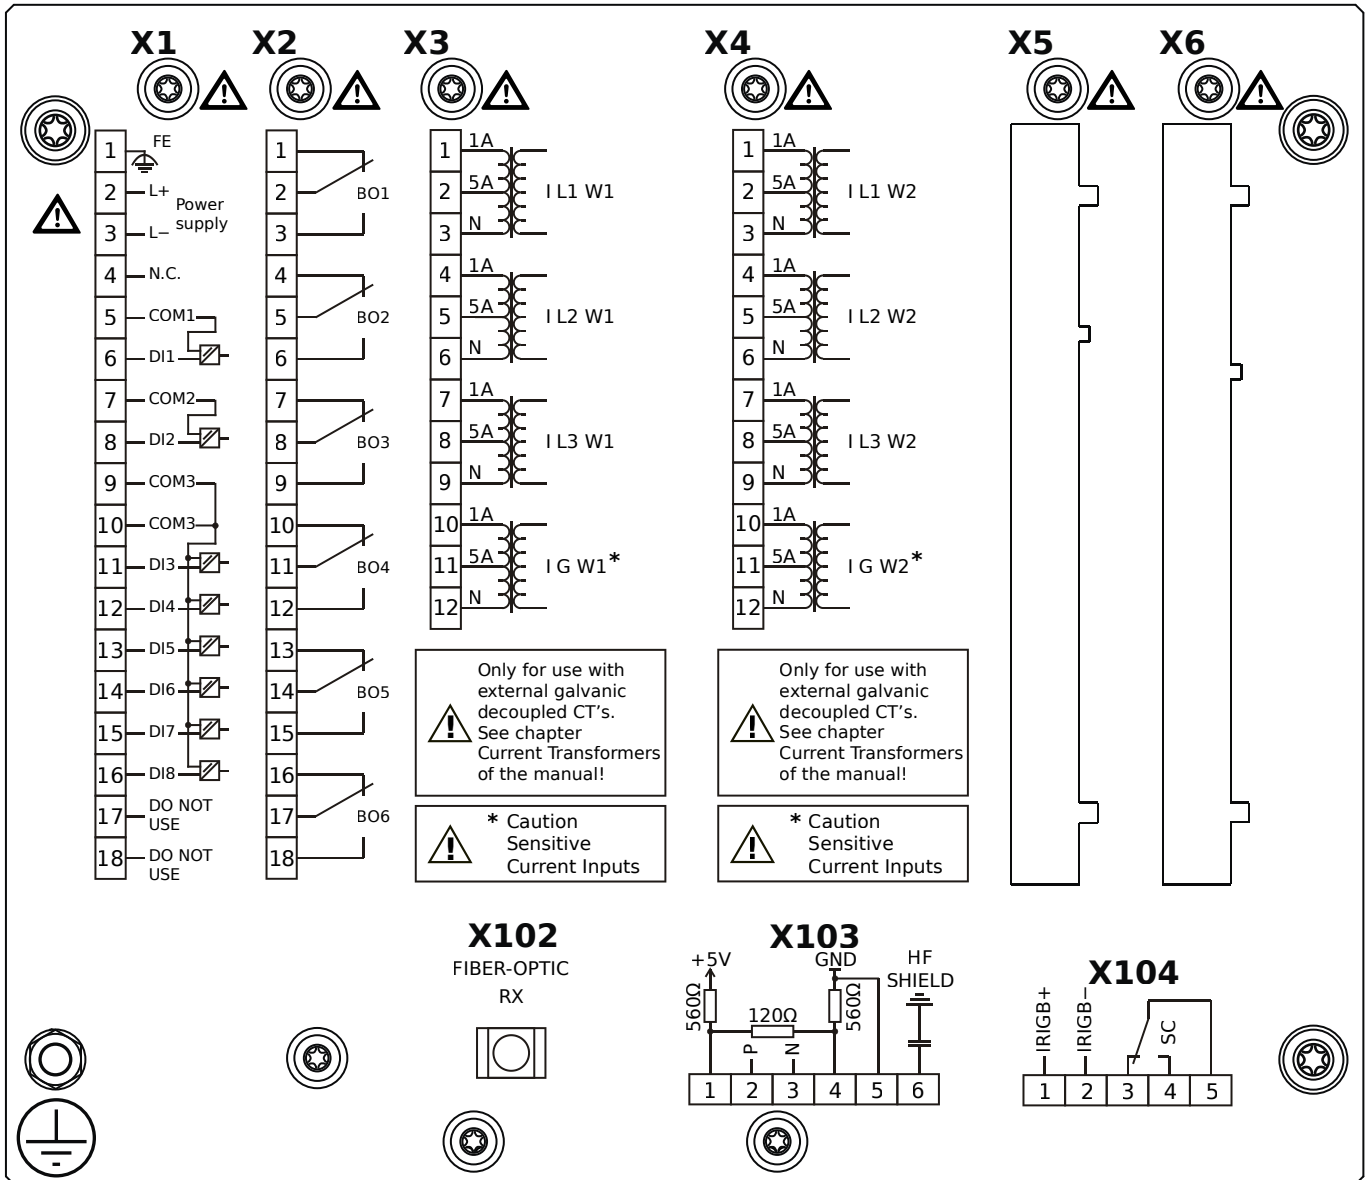 X1
X2
X3
X4
X5
X6
1 FE
2 L+
Power
supply
3 L−
4 N.C.
5 COM1
6 DI1
7 COM2
8 DI2
9 COM3
10 COM3
11 DI3
12 DI4
13 DI5
14 DI6
15 DI7
16 DI8
17 DO NOT
USE
18 DO NOT
USE
1
2 BO1
3
4
5 BO2
6
7
8 BO3
9
10
11 BO4
12
13
14 BO5
15
16
17 BO6
18
1 1A
2 5A I L1 W1
3 N
4 1A
5 5A I L2 W1
6 N
7 1A
8 5A I L3 W1
9 N
10 1A
11 5A I G W1*
12 N
Only for use with
external galvanic
decoupled CT's.
See chapter
Current Transformers
of the manual!
* Caution
Sensitive
Current Inputs
1 1A
2 5A I L1 W2
3 N
4 1A
5 5A I L2 W2
6 N
7 1A
8 5A I L3 W2
9 N
10 1A
11 5A I G W2*
12 N
Only for use with
external galvanic
decoupled CT's.
See chapter
Current Transformers
of the manual!
* Caution
Sensitive
Current Inputs
X102
FIBER-OPTIC
RX
X103
+5V
GND
HF
SHIELD
560Ω
120Ω
560Ω
P
N
1 2 3 4 5 6
X104
IRIGB+
IRIGB−
SC
1 2 3 4 5